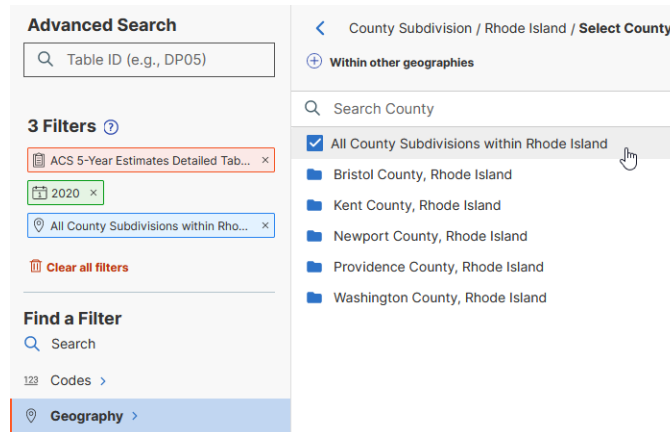 Advanced Search
Table ID (e.g., DP05)
3 Filters ?
ACS 5-Year Estimates Detailed Tab... ×
1 2020 ×
All County Subdivisions within Rho... ×
Clear all filters
Find a Filter
Search
123 Codes >
Geography >
County Subdivision / Rhode Island / Select County
Within other geographies
Search County
All County Subdivisions within Rhode Island
Bristol County, Rhode Island
Kent County, Rhode Island
Newport County, Rhode Island
Providence County, Rhode Island
Washington County, Rhode Island